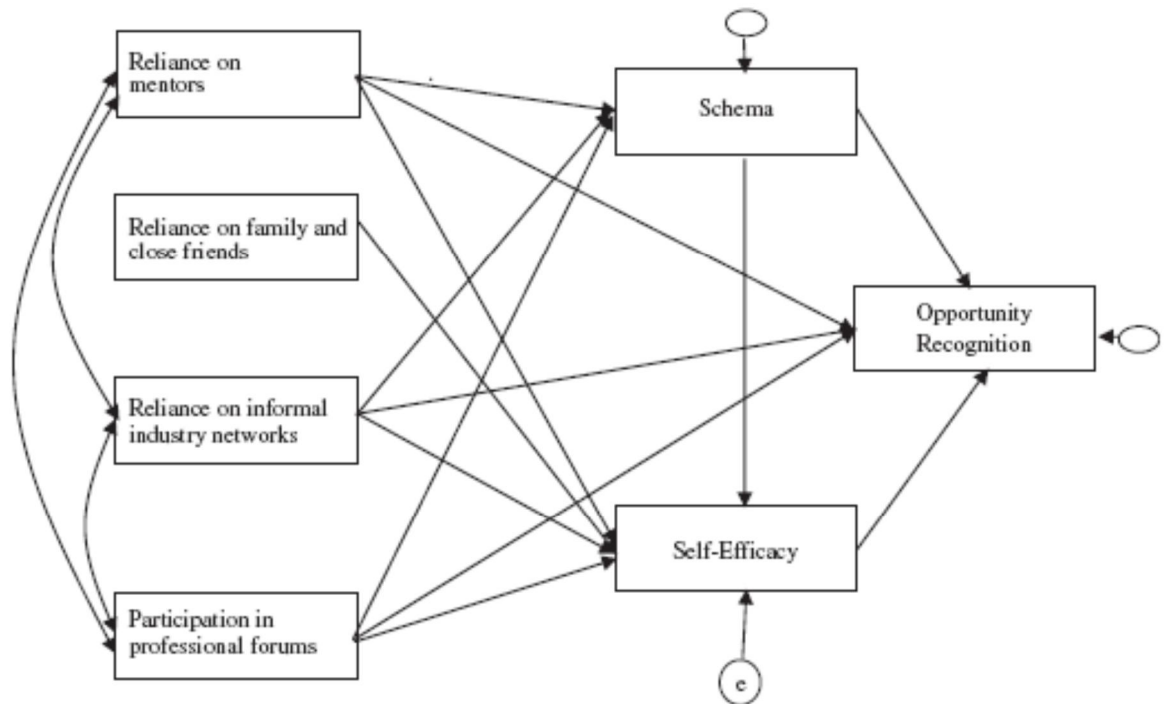 Reliance on
mentors
Schema
Reliance on family and
close friends
Opportunity
Recognition
Reliance on informal
industry networks
Self-Efficacy
Participation in
professional forums
e